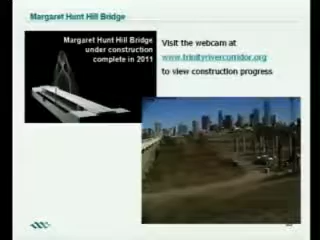 Margaret Hunt Hill Bridge
Margaret Hunt Hill Bridge
under construction
complete in 2011
Visit the webcam at
www.trinityrivercorridor.org
to view construction progress